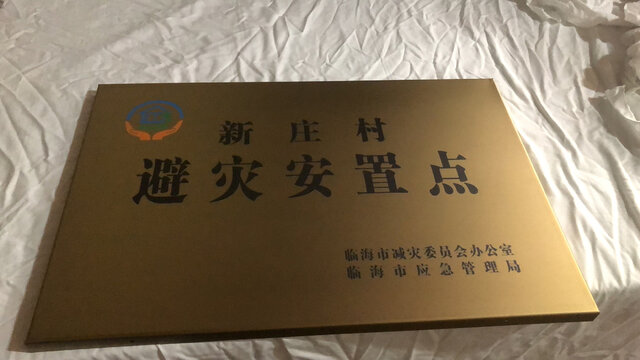 新庄村
避灾安置点
临海市减灾委员会办公室
临海市应急管理局